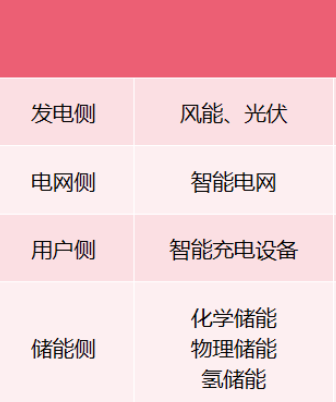 发电侧 风能、光伏
电网侧 智能电网
用户侧 智能充电设备
化学储能
储能侧 物理储能
氢储能